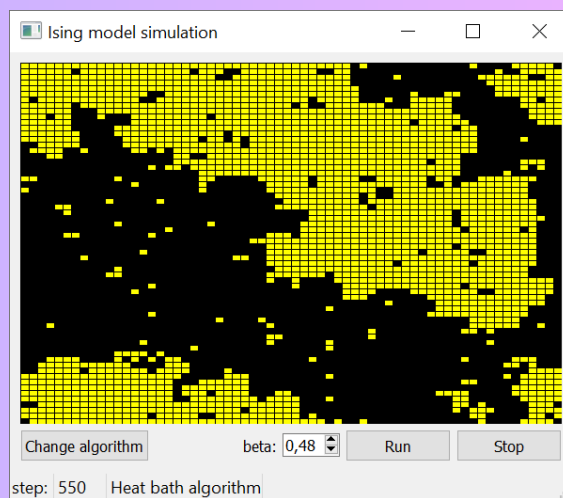 Ising model simulation
Change algorithm beta: 0,48 Run Stop
step: 550 Heat bath algorithm